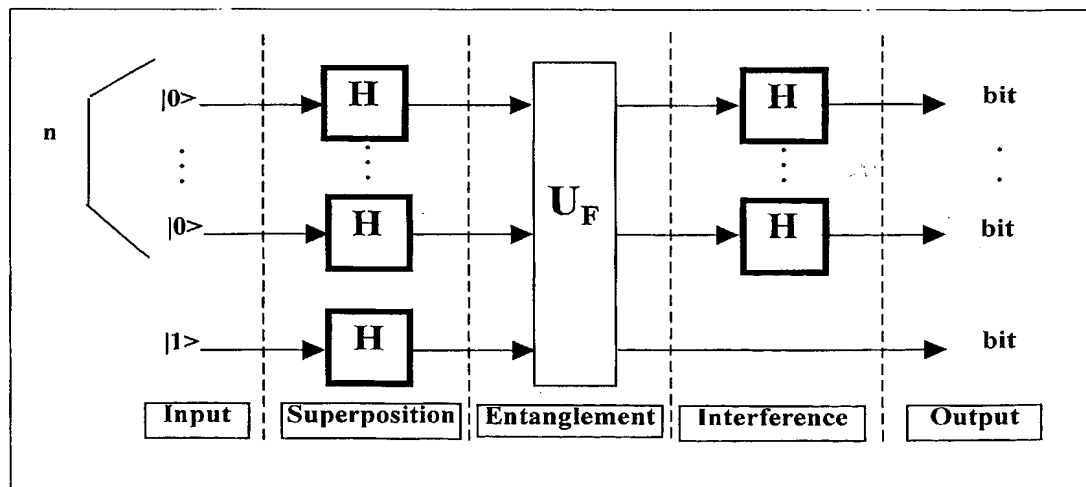 |0> H H bit
n
U_F
|0> H H bit
|1> H bit
Input Superposition Entanglement Interference Output